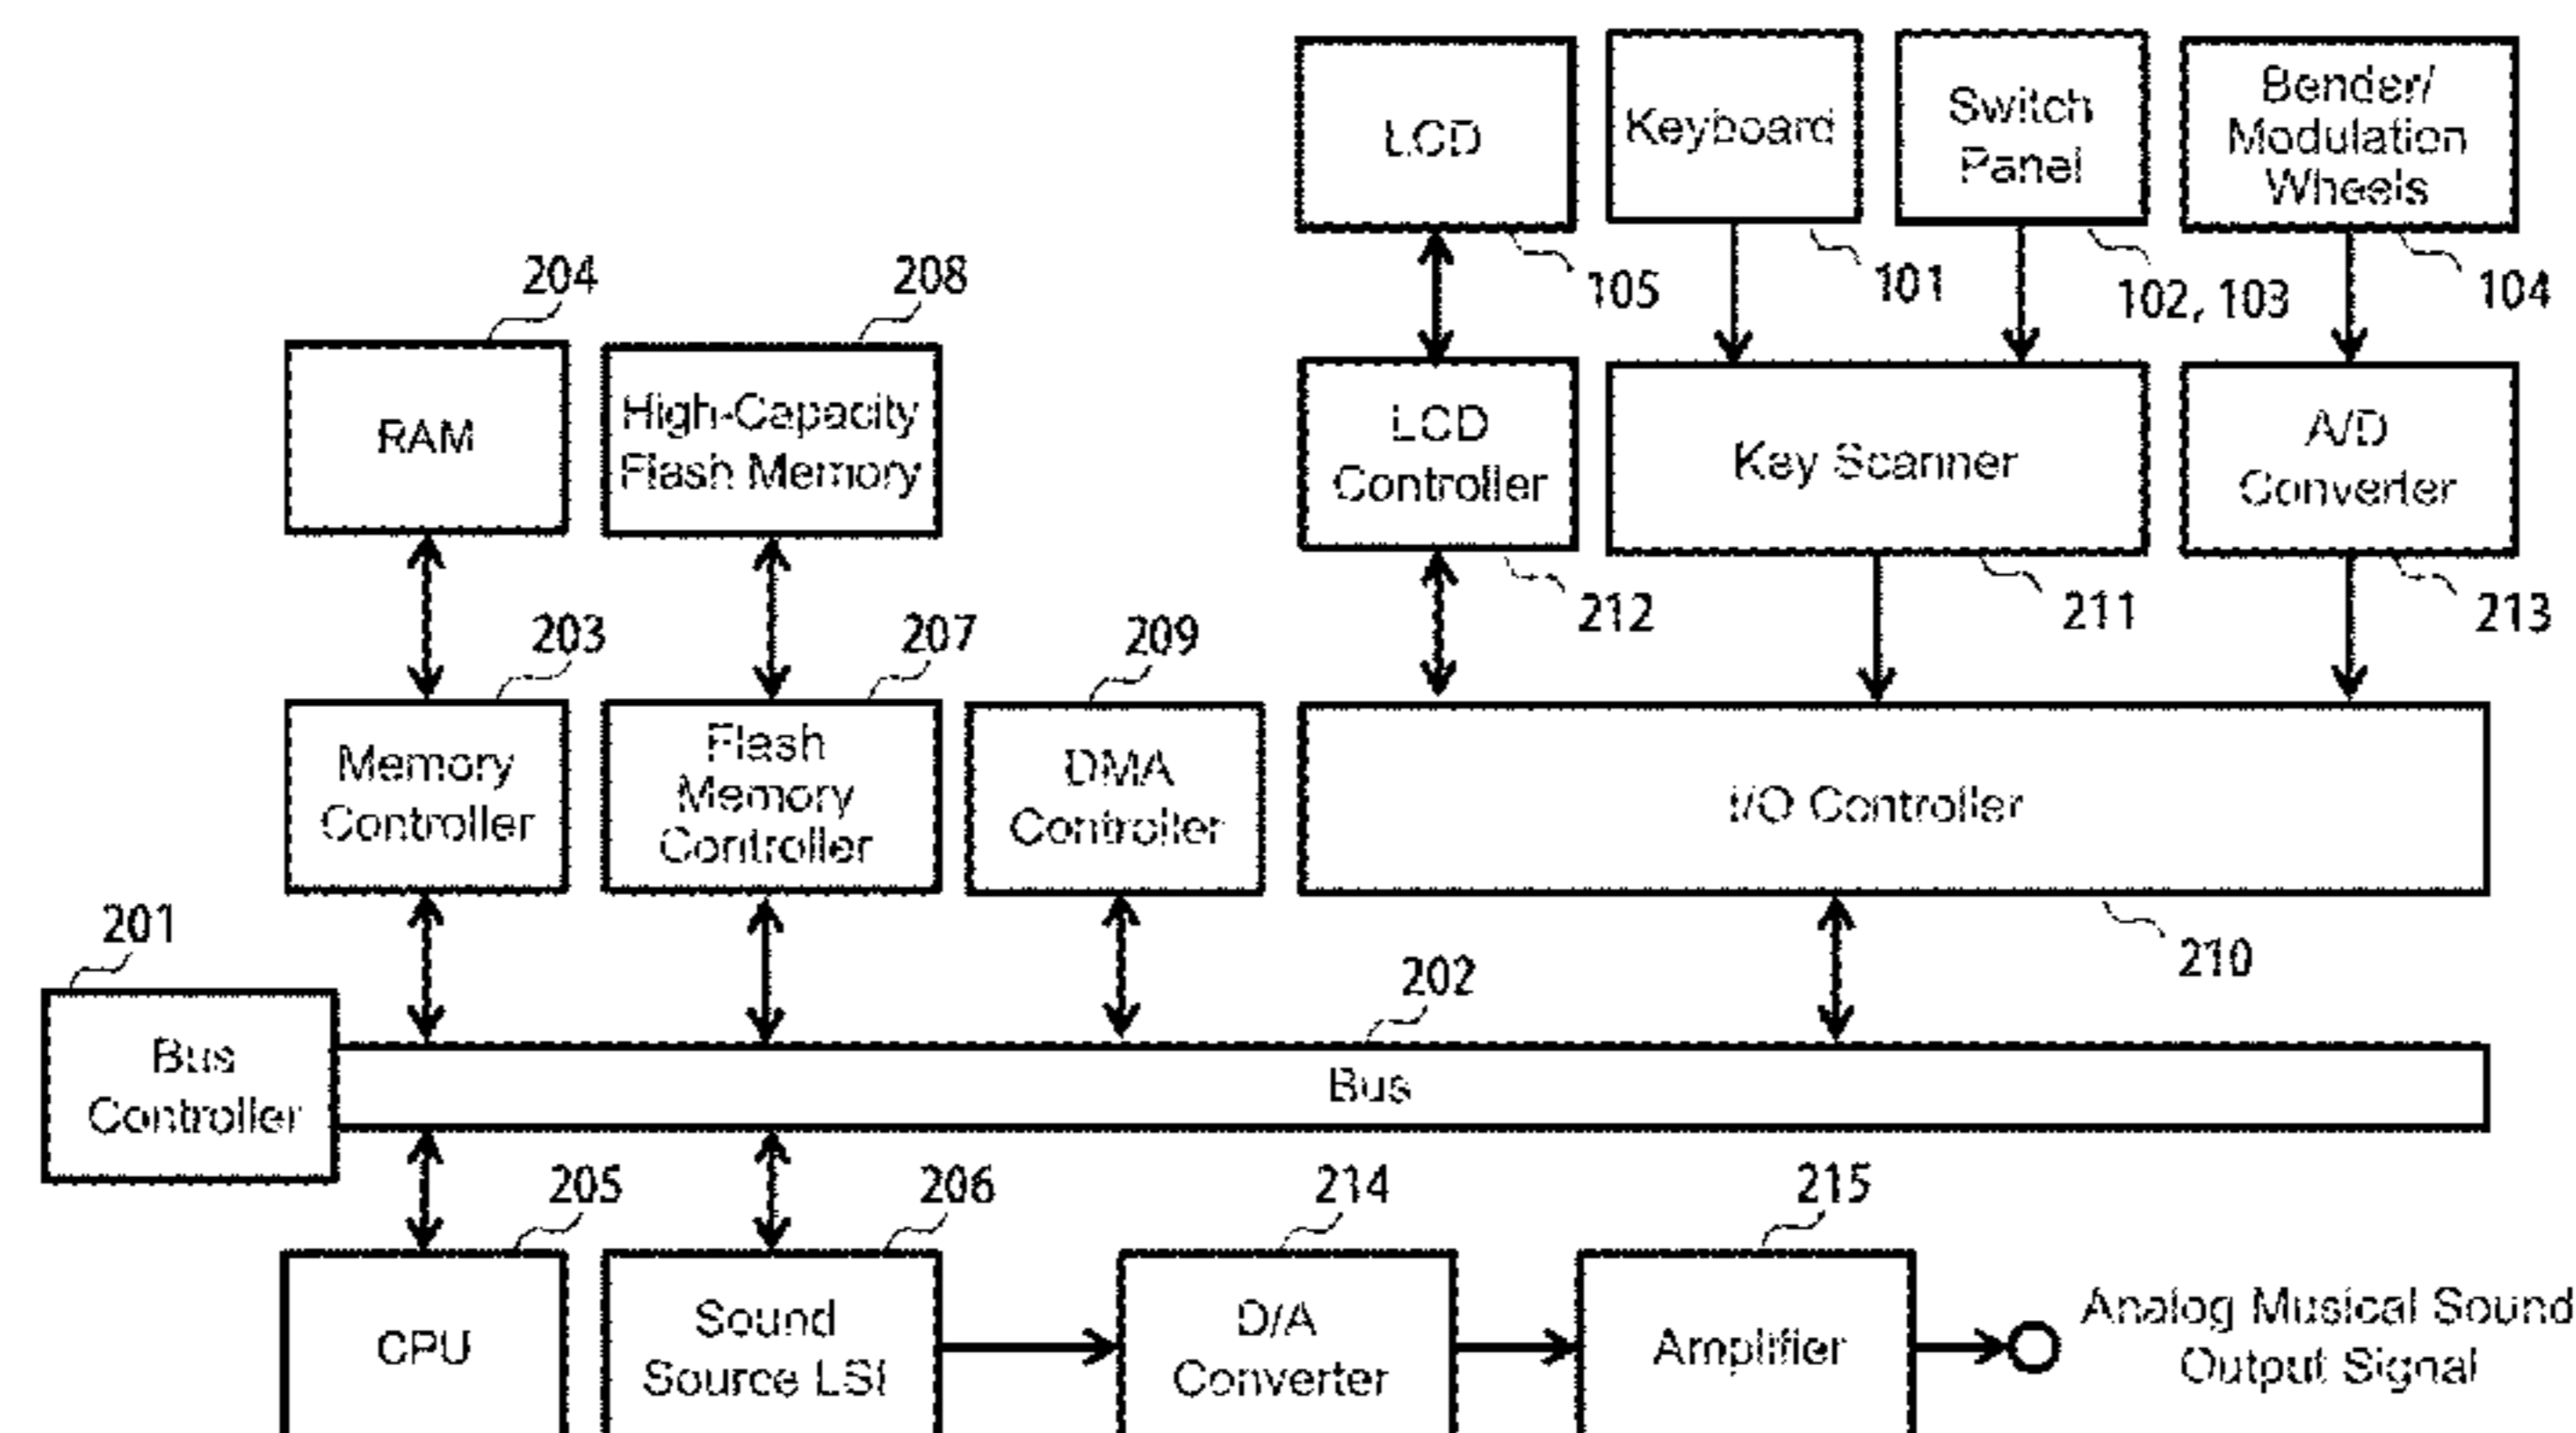 LCD
Keyboard
Switch
Panel
Bender/
Modulation
Wheels
105
101
102, 103
104
204
208
RAM
High-Capacity
Flash Memory
LCD
Controller
Key Scanner
A/D
Converter
212
211
213
203
207
209
Memory
Controller
Flash
Memory
Controller
DMA
Controller
I/O Controller
210
201
202
Bus
Controller
Bus
205
206
214
215
CPU
Sound
Source LSI
D/A
Converter
Amplifier
Analog Musical Sound
Output Signal